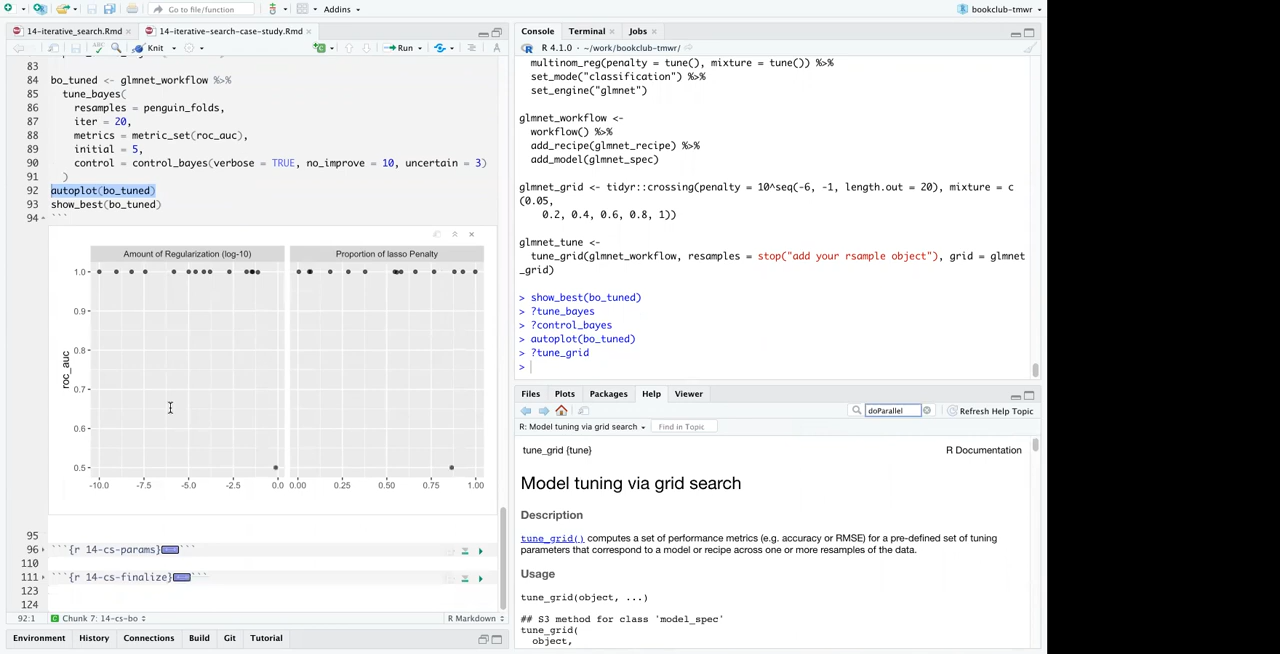 Go to file/function
Addins
bookclub-tmwr
14-iterative_search.Rmd
14-iterative-search-case-study.Rmd
Knit
Run
83
84 bo_tuned <- glmnet_workflow %>%
85 tune_bayes(
86 resamples = penguin_folds,
87 iter = 20,
88 metrics = metric_set(roc_auc),
89 initial = 5,
90 control = control_bayes(verbose = TRUE, no_improve = 10, uncertain = 3)
91 )
92 autoplot(bo_tuned)
93 show_best(bo_tuned)
94 ```
Amount of Regularization (log-10)
Proportion of lasso Penalty
roc_auc
1.0
0.9
0.8
0.7
0.6
0.5
-10.0 -7.5 -5.0 -2.5 0.0
0.00 0.25 0.50 0.75 1.00
95
96 ```{r 14-cs-params} ```
110
111 ```{r 14-cs-finalize} ```
123
124
92:1 Chunk 7: 14-cs-bo R Markdown
Environment History Connections Build Git Tutorial
Console Terminal Jobs
R 4.1.0 · ~/work/bookclub-tmwr/
multinom_reg(penalty = tune(), mixture = tune()) %>%
set_mode("classification") %>%
set_engine("glmnet")
glmnet_workflow <-
workflow() %>%
add_recipe(glmnet_recipe) %>%
add_model(glmnet_spec)
glmnet_grid <- tidyr::crossing(penalty = 10^seq(-6, -1, length.out = 20), mixture = c
(0.05,
0.2, 0.4, 0.6, 0.8, 1))
glmnet_tune <-
tune_grid(glmnet_workflow, resamples = stop("add your rsample object"), grid = glmnet
_grid)
> show_best(bo_tuned)
> ?tune_bayes
> ?control_bayes
> autoplot(bo_tuned)
> ?tune_grid
>
Files Plots Packages Help Viewer
doParallel
Refresh Help Topic
R: Model tuning via grid search
Find in Topic
tune_grid {tune} R Documentation
Model tuning via grid search
Description
tune_grid() computes a set of performance metrics (e.g. accuracy or RMSE) for a pre-defined set of tuning
parameters that correspond to a model or recipe across one or more resamples of the data.
Usage
tune_grid(object, ...)
## S3 method for class 'model_spec'
tune_grid(
object,